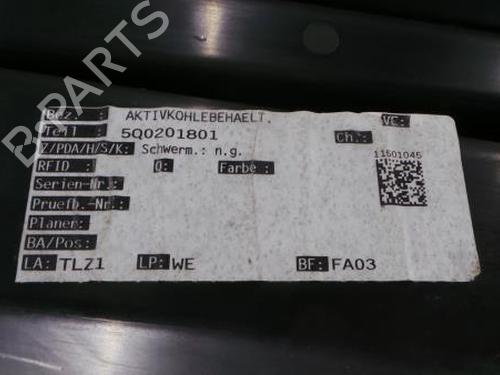 Bez.: AKTIVKOHLEBEHAELT. VC:
Teil : 5Q0201801 Ch.:
Z/PDA/H/S/K: Schwerm.: n.g. 11501045
RFID : Q: Farbe :
Serien-Nr.:
Pruefb.-Nr.:
Planer:
BA/Pos:
LA: TLZ1 LP: WE BF: FA03